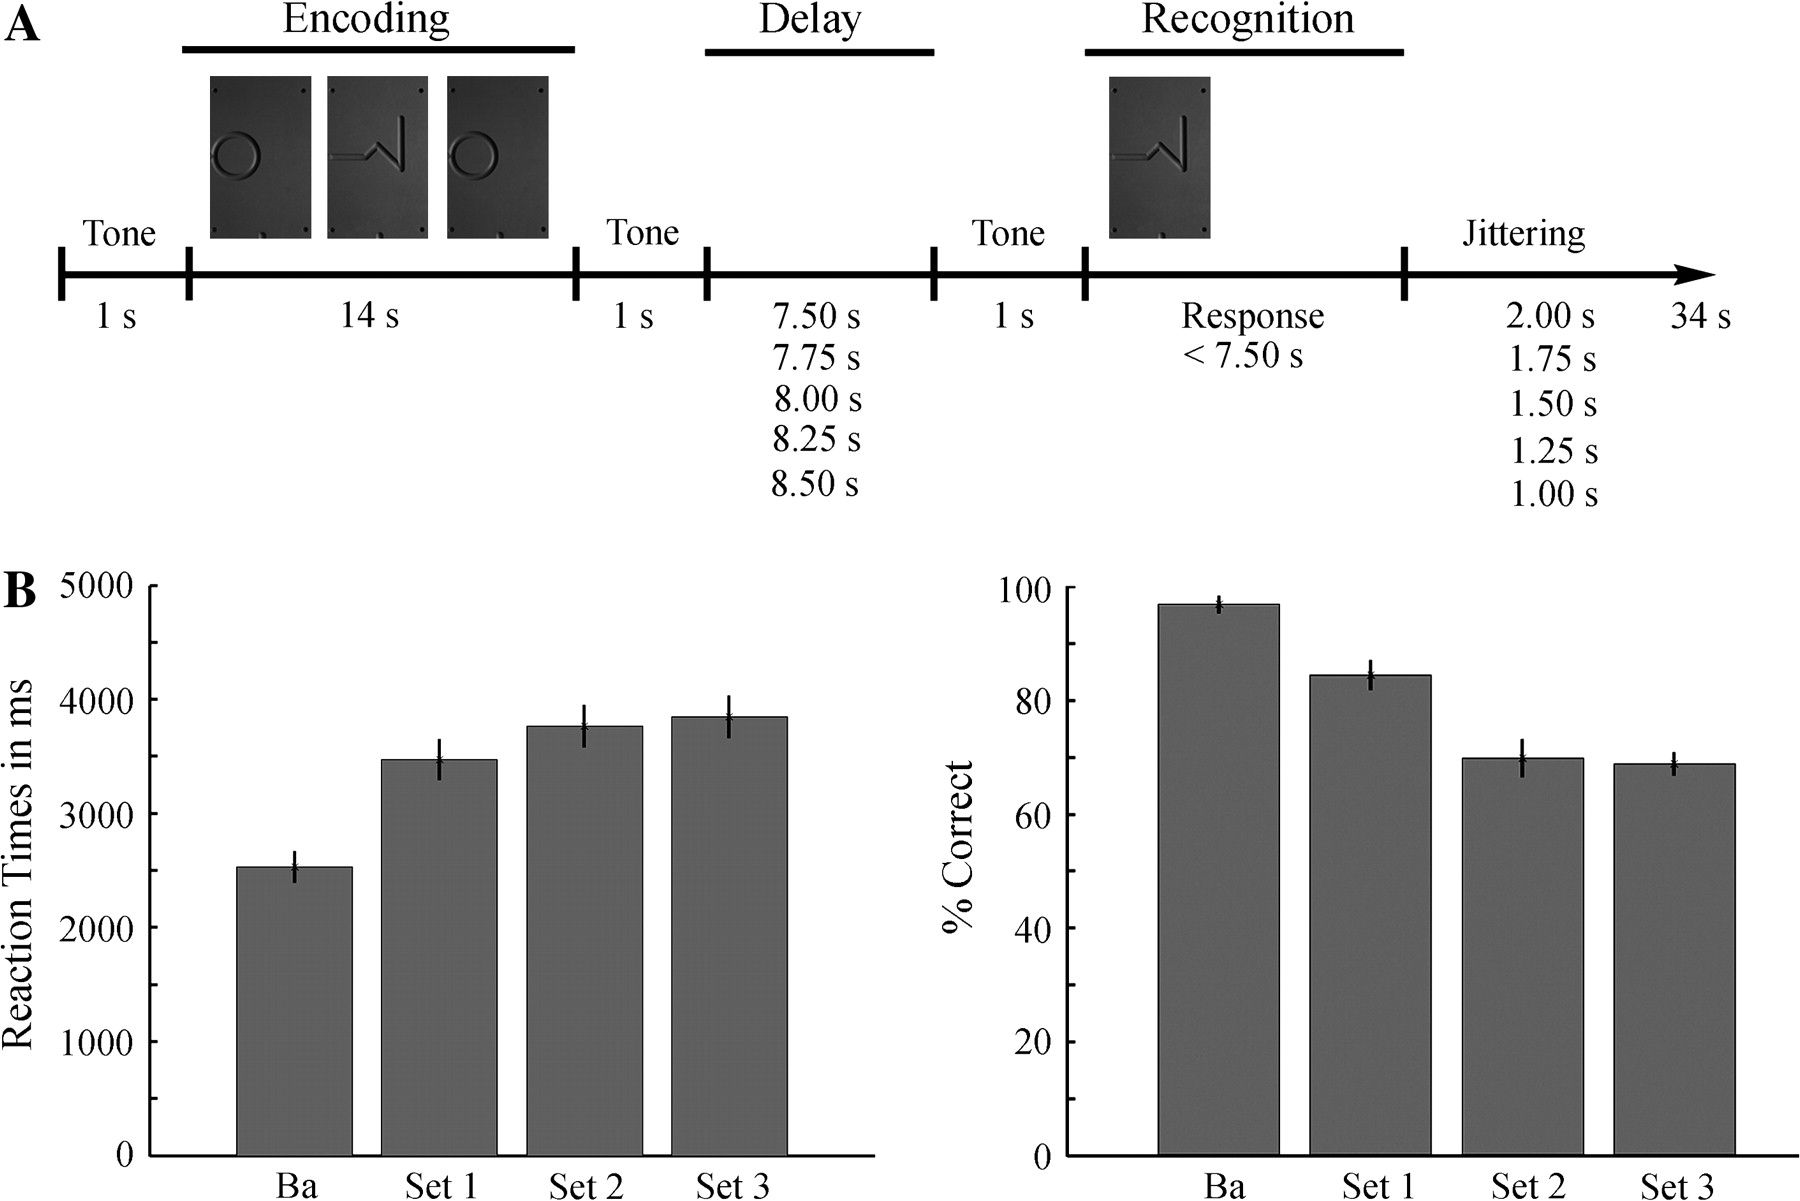 A
Encoding Delay Recognition
Tone Tone Tone Jittering
1 s 14 s 1 s 7.50 s 1 s Response 2.00 s 34 s
7.75 s < 7.50 s 1.75 s
8.00 s 1.50 s
8.25 s 1.25 s
8.50 s 1.00 s
B
Reaction Times in ms
5000
4000
3000
2000
1000
0
Ba Set 1 Set 2 Set 3
% Correct
100
80
60
40
20
0
Ba Set 1 Set 2 Set 3